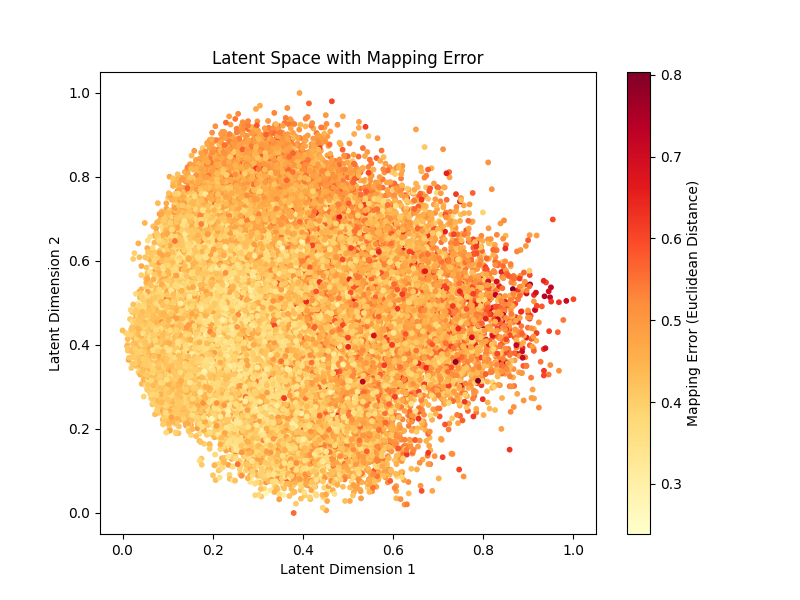 Latent Space with Mapping Error
Latent Dimension 2
1.0
0.8
0.6
0.4
0.2
0.0
0.0 0.2 0.4 0.6 0.8 1.0
Latent Dimension 1
0.8
0.7
0.6
0.5
0.4
0.3
Mapping Error (Euclidean Distance)